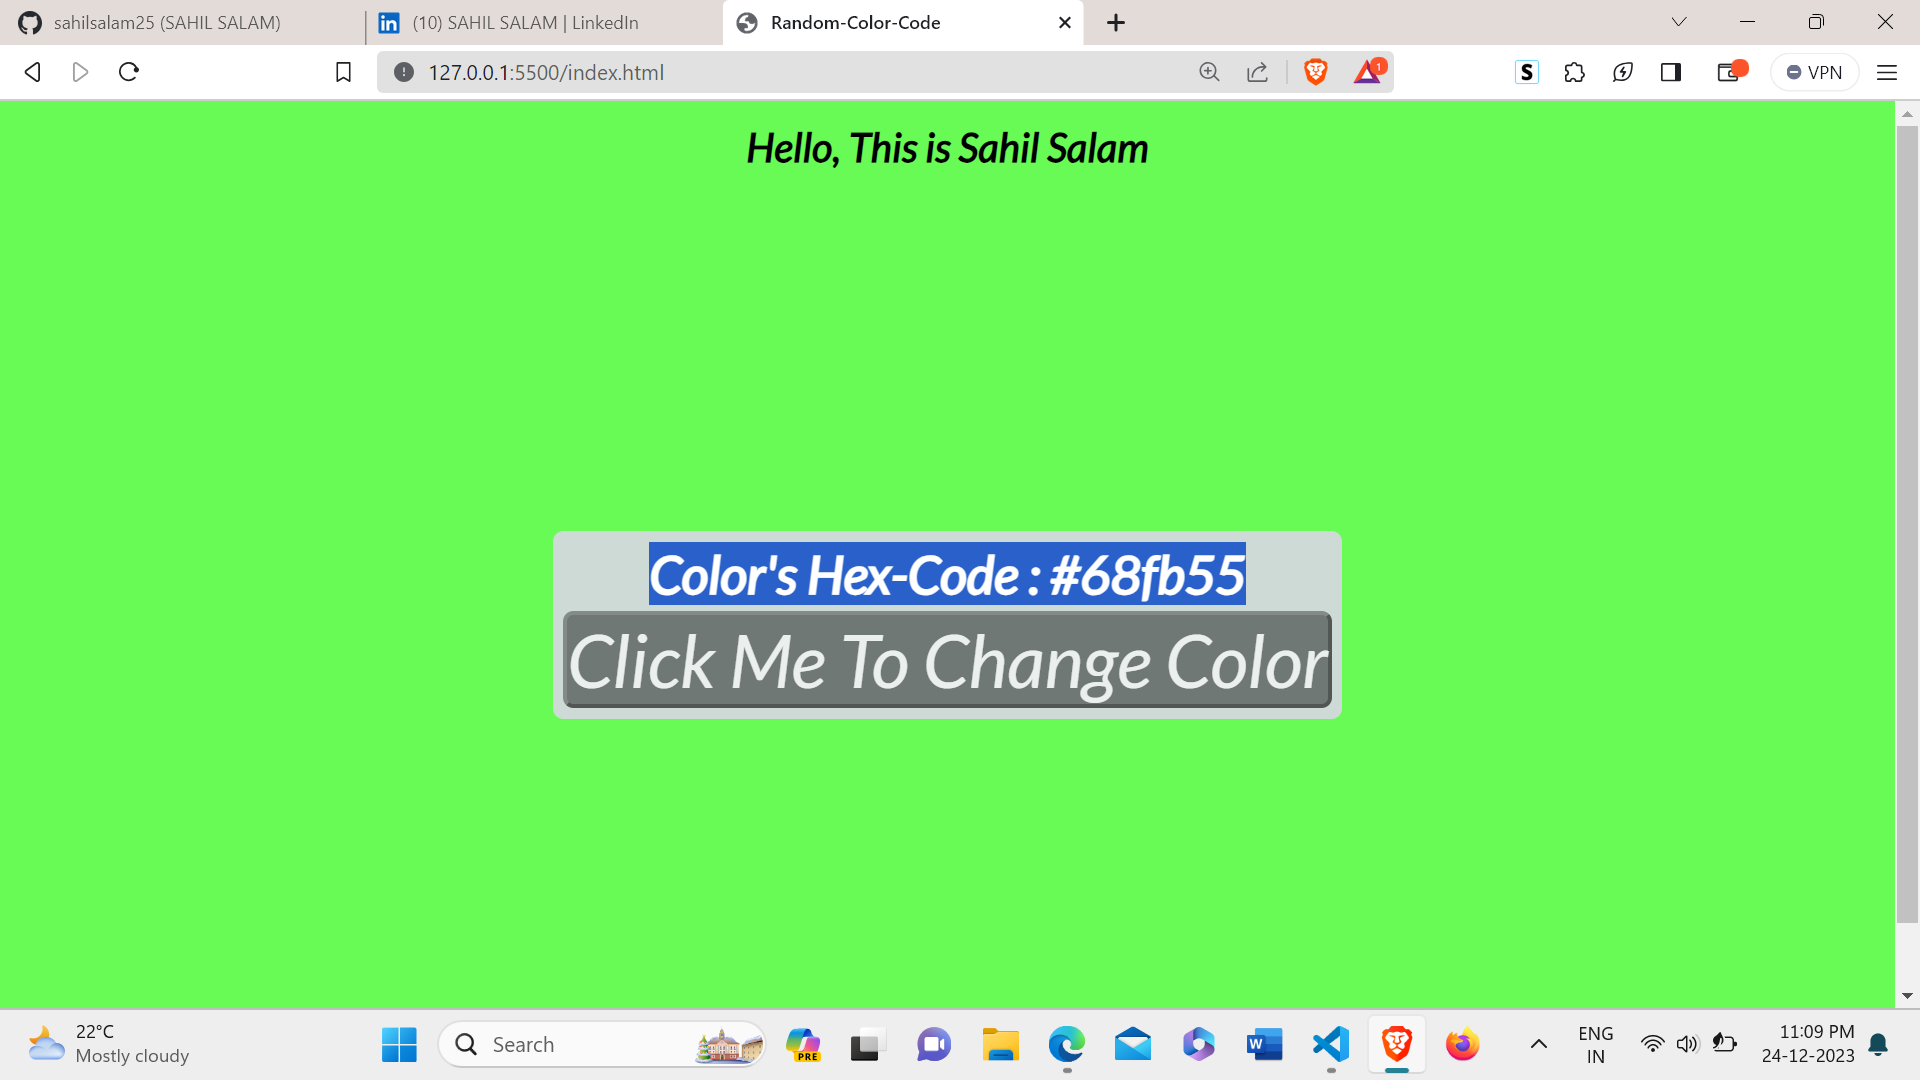 sahilsalam25 (SAHIL SALAM)
(10) SAHIL SALAM | LinkedIn
Random-Color-Code
127.0.0.1:5500/index.html
1
VPN
Hello, This is Sahil Salam
Color's Hex-Code : #68fb55
Click Me To Change Color
22°C
Mostly cloudy
Search
PRE
ENG
IN
11:09 PM
24-12-2023